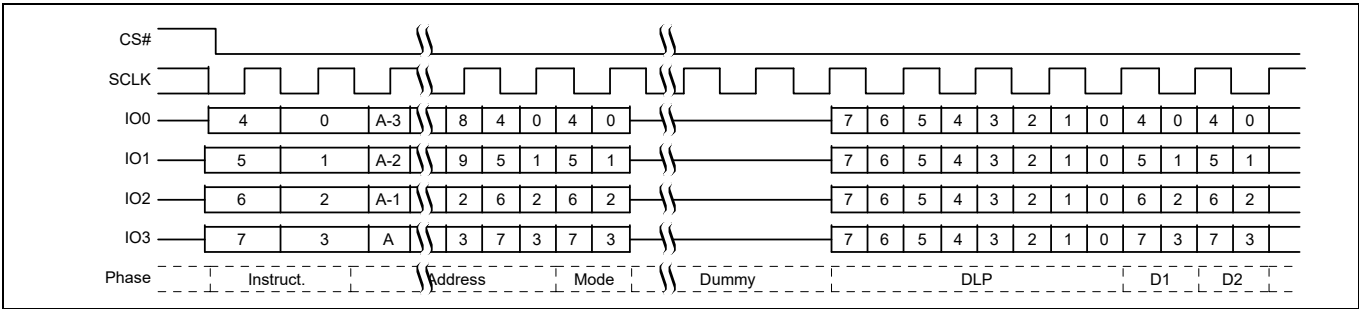 CS#
SCLK
IO0 4 0 A-3 8 4 0 4 0 7 6 5 4 3 2 1 0 4 0 4 0
IO1 5 1 A-2 9 5 1 5 1 7 6 5 4 3 2 1 0 5 1 5 1
IO2 6 2 A-1 2 6 2 6 2 7 6 5 4 3 2 1 0 6 2 6 2
IO3 7 3 A 3 7 3 7 3 7 6 5 4 3 2 1 0 7 3 7 3
Phase Instruct. Address Mode Dummy DLP D1 D2